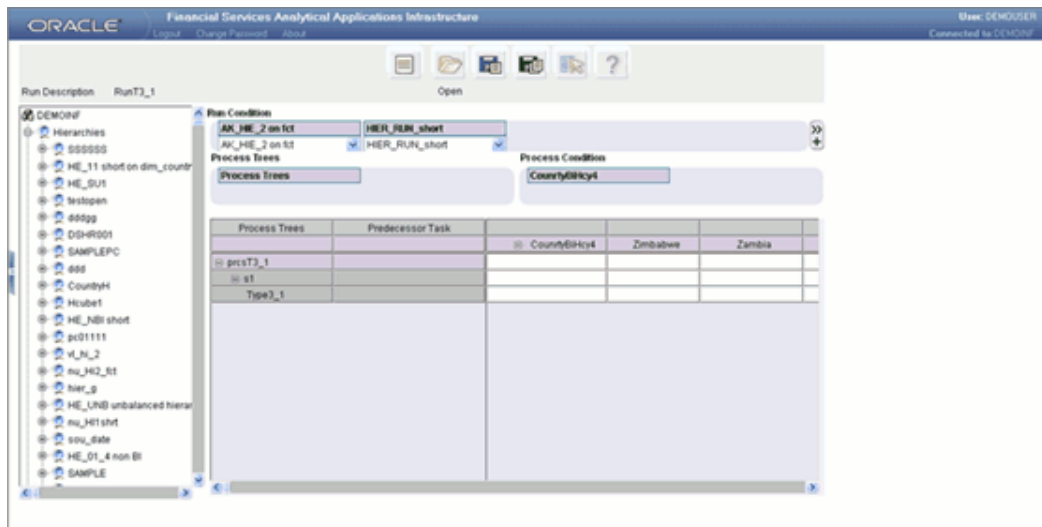 ORACLE
Financial Services Analytical Applications Infrastructure
User: DEMOUSER
Logout Change Password About
Connected to: DEMOINF
Run Description RunT3_1
Open
DEMOINF
Hierarchies
SSSSSS
HE_11 short on dim_countr
HE_SU1
testopen
dddgg
DSHR001
SAMPLEPC
ddd
CountryH
Hcube1
HE_NBI short
pc01111
vl_hi_2
nu_Hi2_fct
hier_g
HE_UNB unbalanced hierar
nu_HI1shrt
sou_date
HE_01_4 non BI
SAMPLE
Run Condition
AK_HIE_2 on fct HIER_RUN_short
AK_HIE_2 on fct HIER_RUN_short
Process Trees Process Condition
Process Trees CounrtyBiHcy4
Process Trees Predecessor Task
CounrtyBiHcy4 Zimbabwe Zambia
prcsT3_1
s1
Type3_1